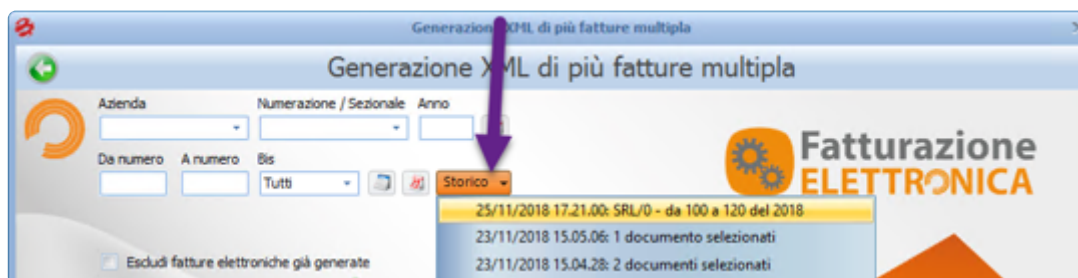 Generazione XML di più fatture multipla
Generazione XML di più fatture multipla
Azienda Numerazione / Sezionale Anno
Da numero A numero Bis
Tutti Storico
Fatturazione
ELETTRONICA
25/11/2018 17.21.00: SRL/0 - da 100 a 120 del 2018
23/11/2018 15.05.06: 1 documento selezionati
Escludi fatture elettroniche già generate
23/11/2018 15.04.28: 2 documenti selezionati